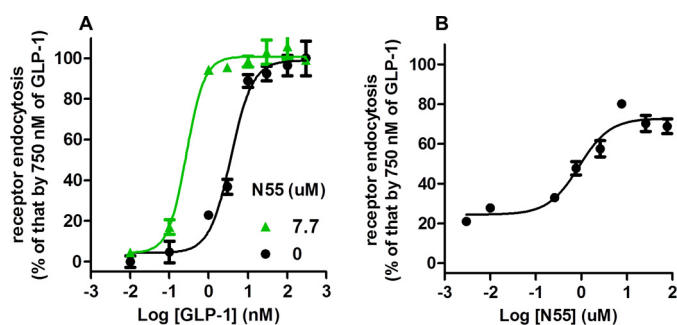 A
receptor endocytosis
(% of that by 750 nM of GLP-1)
100
80
60
40
20
0
N55 (uM)
7.7
0
-3 -2 -1 0 1 2 3
Log [GLP-1] (nM)
B
receptor endocytosis
(% of that by 750 nM of GLP-1)
100
80
60
40
20
0
-3 -2 -1 0 1 2
Log [N55] (uM)